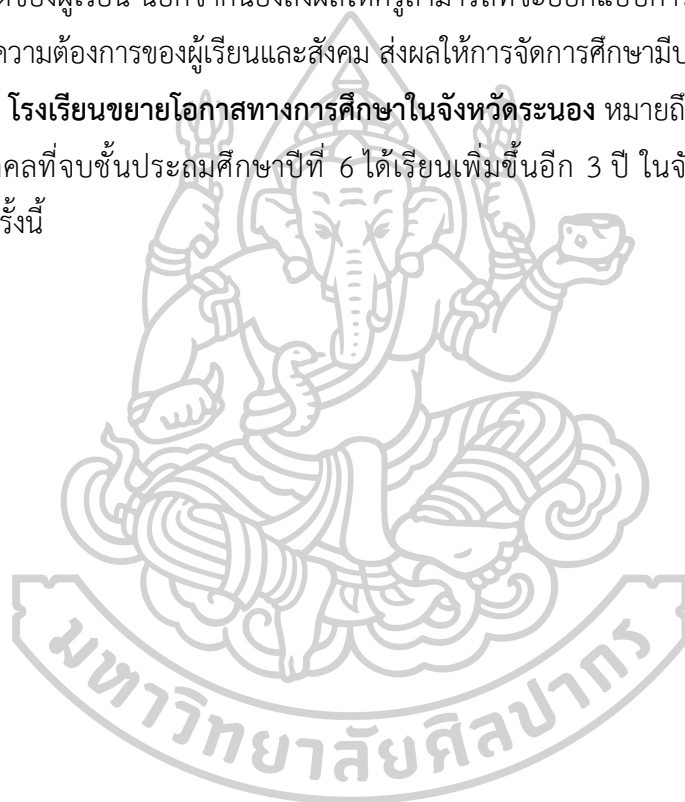 ของผู้เรียน นอกจากนี้ยังส่งผลให้ครูสามารถที่จะออกแบบการ
ความต้องการของผู้เรียนและสังคม ส่งผลให้การจัดการศึกษามี
โรงเรียนขยายโอกาสทางการศึกษาในจังหวัดระนอง หมายถึ
คลที่จบชั้นประถมศึกษาปีที่ 6 ได้เรียนเพิ่มขึ้นอีก 3 ปี ในจั
รั้งนี้
มหาวิทยาลัยศิลปากร